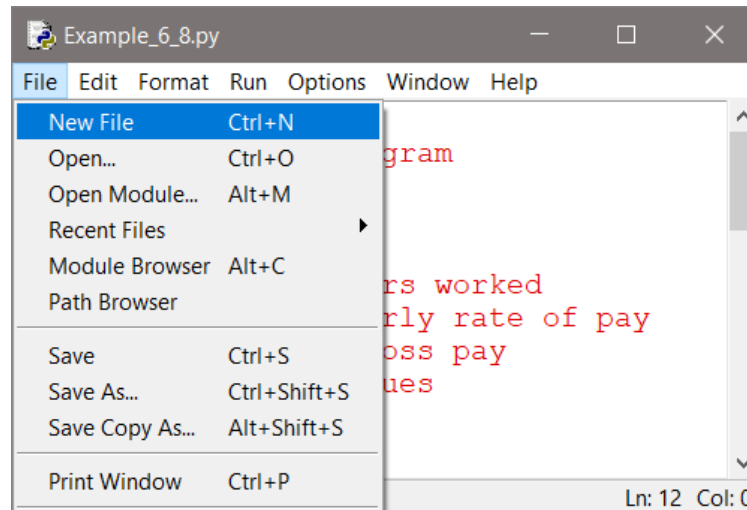 Example_6_8.py
File Edit Format Run Options Window Help
New File Ctrl+N
Open... Ctrl+O
Open Module... Alt+M
Recent Files
Module Browser Alt+C
Path Browser
Save Ctrl+S
Save As... Ctrl+Shift+S
Save Copy As... Alt+Shift+S
Print Window Ctrl+P
gram
rs worked
rly rate of pay
oss pay
ues
Ln: 12 Col: 0